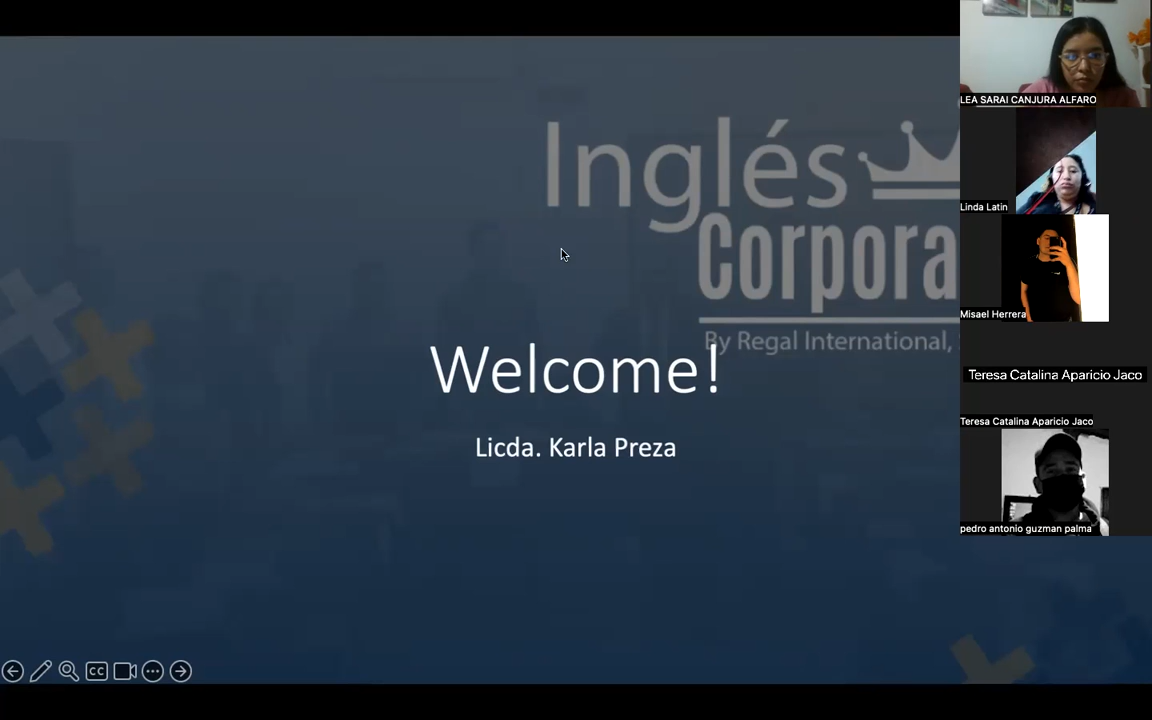 Inglés
Corpora
By Regal International,
Welcome!
Licda. Karla Preza
CC
LEA SARAI CANJURA ALFARO
Linda Latin
Misael Herrera
Teresa Catalina Aparicio Jaco
Teresa Catalina Aparicio Jaco
pedro antonio guzman palma